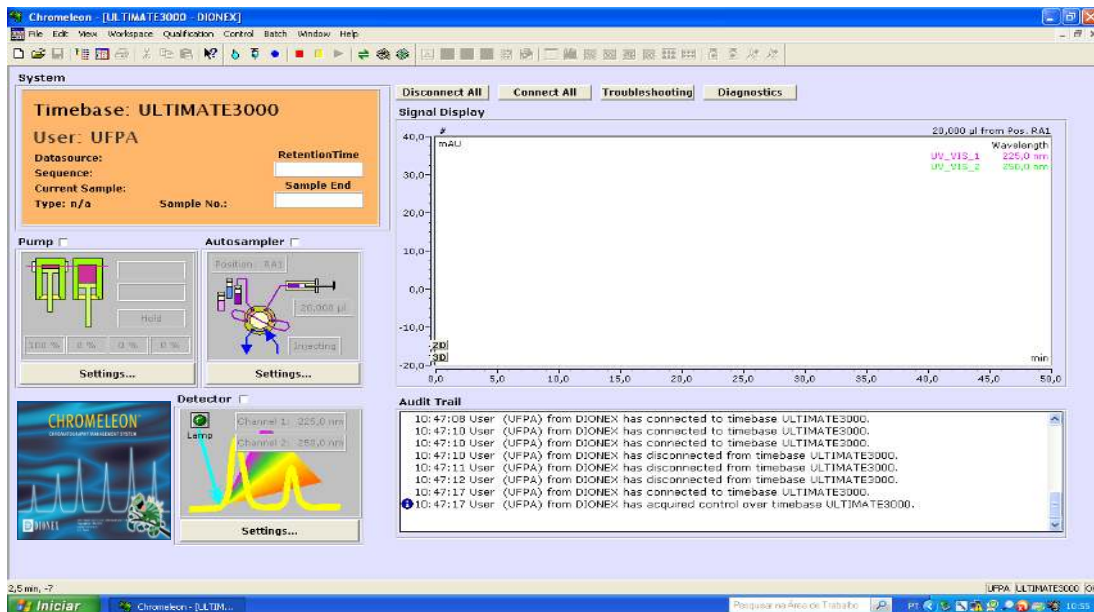 Chromeleon - [ULTIMATE3000 - DIONEX]
File Edit View Workspace Qualification Control Batch Window Help
System
Timebase: ULTIMATE3000
User: UFPA
Datasource:
RetentionTime
Sequence:
Current Sample:
Sample End
Type: n/a Sample No.:
Disconnect All Connect All Troubleshooting Diagnostics
Signal Display
40,0 # 20,000 µl from Pos. RA1
mAU Wavelength
UV_VIS_1 225,0 nm
UV_VIS_2 250,0 nm
30,0
20,0
10,0
0,0
-10,0
2D
3D min
-20,0
0,0 5,0 10,0 15,0 20,0 25,0 30,0 35,0 40,0 45,0 50,0
Pump
Hold
100 % 0 % 0 % 0 %
Settings...
Autosampler
Position: RA1
20,000 µl
Injecting
Settings...
CHROMELEON
CHROMATOGRAPHY MANAGEMENT SYSTEM
DIONEX
Detector
Lamp
Channel 1: 225,0 nm
Channel 2: 250,0 nm
Settings...
Audit Trail
10:47:08 User (UFPA) from DIONEX has connected to timebase ULTIMATE3000.
10:47:10 User (UFPA) from DIONEX has connected to timebase ULTIMATE3000.
10:47:10 User (UFPA) from DIONEX has connected to timebase ULTIMATE3000.
10:47:10 User (UFPA) from DIONEX has disconnected from timebase ULTIMATE3000.
10:47:11 User (UFPA) from DIONEX has disconnected from timebase ULTIMATE3000.
10:47:12 User (UFPA) from DIONEX has disconnected from timebase ULTIMATE3000.
10:47:17 User (UFPA) from DIONEX has connected to timebase ULTIMATE3000.
10:47:17 User (UFPA) from DIONEX has acquired control over timebase ULTIMATE3000.
2,5 min, -7 UFPA ULTIMATE3000
Iniciar Chromeleon - [ULTIM... Pesquisar na Área de Trabalho PT 10:55